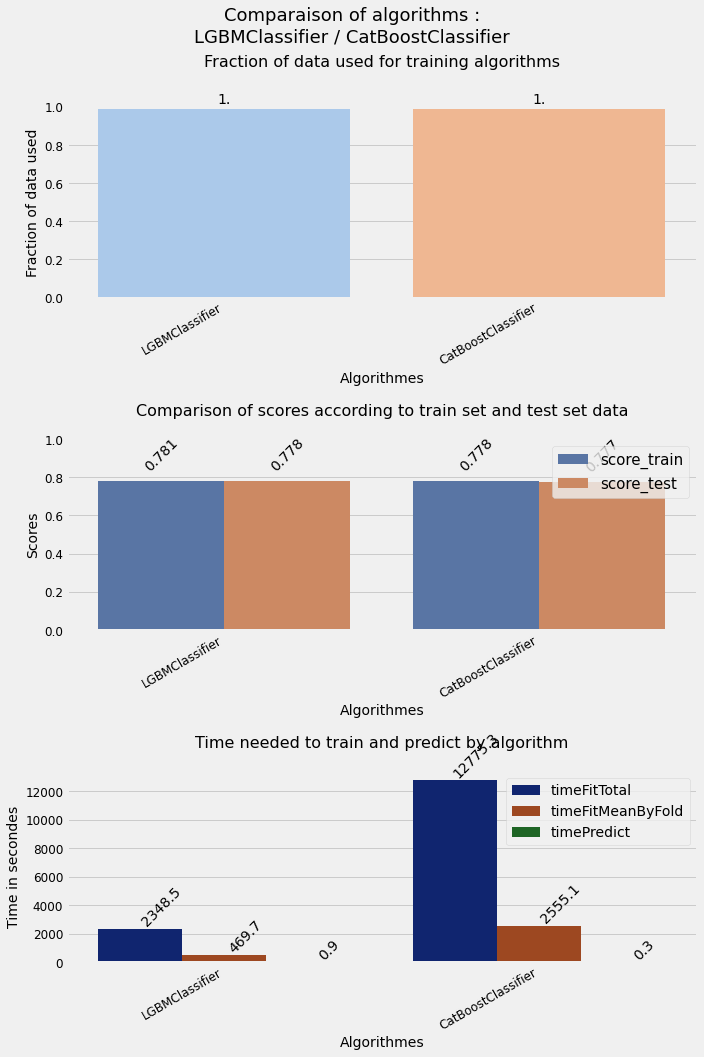 Comparaison of algorithms :
LGBMClassifier / CatBoostClassifier
Fraction of data used for training algorithms
1.
1.
1.0
0.8
0.6
0.4
0.2
0.0
Fraction of data used
LGBMClassifier
CatBoostClassifier
Algorithmes
Comparison of scores according to train set and test set data
1.0
0.8
0.6
0.4
0.2
0.0
Scores
0.781
0.778
0.778
0.777
score_train
score_test
LGBMClassifier
CatBoostClassifier
Algorithmes
Time needed to train and predict by algorithm
12000
10000
8000
6000
4000
2000
0
Time in secondes
2348.5
469.7
0.9
12775.3
2555.1
0.3
timeFitTotal
timeFitMeanByFold
timePredict
LGBMClassifier
CatBoostClassifier
Algorithmes